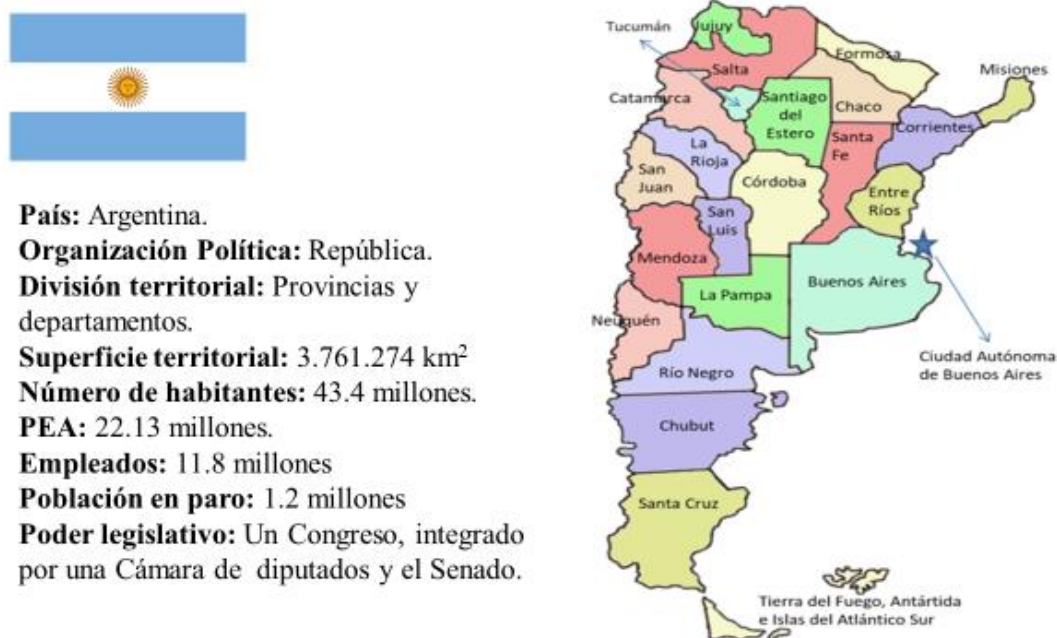 País: Argentina.
Organización Política: República.
División territorial: Provincias y
departamentos.
Superficie territorial: 3.761.274 km²
Número de habitantes: 43.4 millones.
PEA: 22.13 millones.
Empleados: 11.8 millones
Población en paro: 1.2 millones
Poder legislativo: Un Congreso, integrado
por una Cámara de diputados y el Senado.
Tucumán
Jujuy
Salta
Formosa
Misiones
Catamarca
Santiago
del
Estero
Chaco
Corrientes
La
Rioja
Santa
Fe
San
Juan
Córdoba
Entre
Ríos
San
Luis
Mendoza
Buenos Aires
La Pampa
Neuquén
Ciudad Autónoma
de Buenos Aires
Río Negro
Chubut
Santa Cruz
Tierra del Fuego, Antártida
e Islas del Atlántico Sur